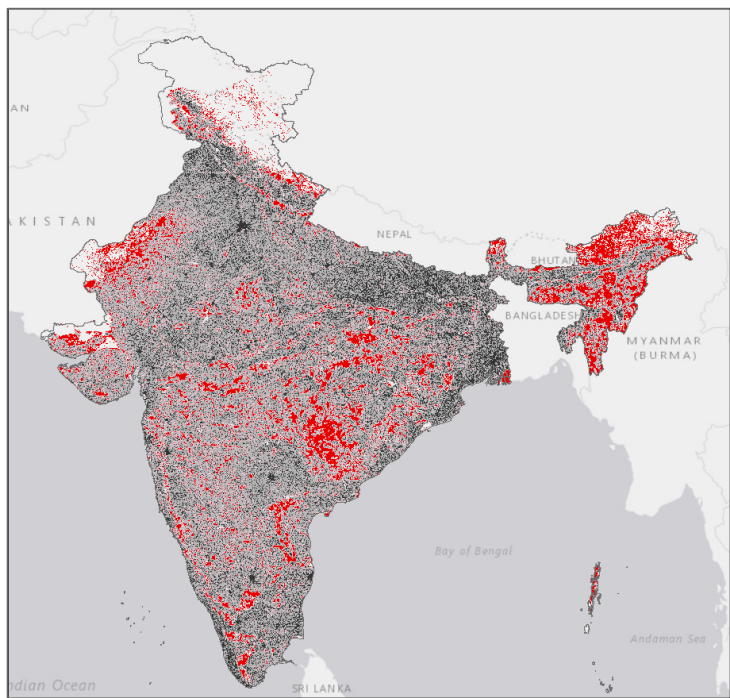 AN
AKISTAN
NEPAL
BHUTAN
BANGLADESH
MYANMAR
(BURMA)
Bay of Bengal
Andaman Sea
ndian Ocean
SRI LANKA